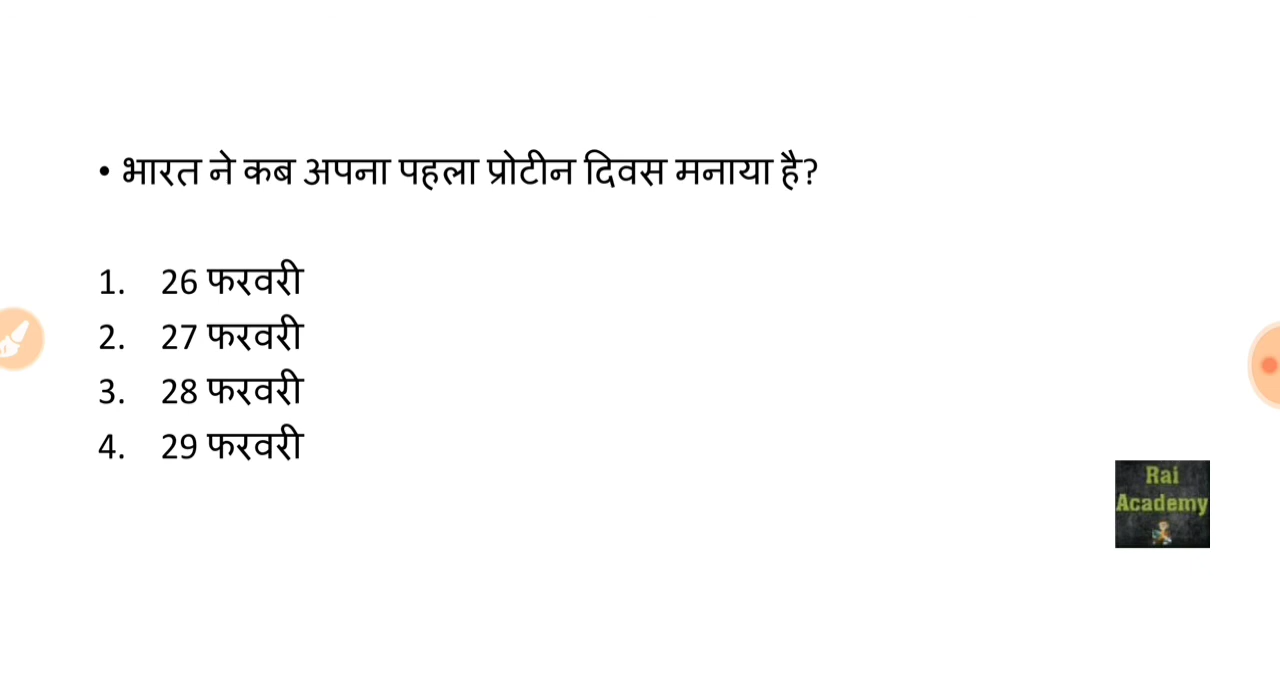 • भारत ने कब अपना पहला प्रोटीन दिवस मनाया है?
1. 26 फरवरी
2. 27 फरवरी
3. 28 फरवरी
4. 29 फरवरी
Rai
Academy